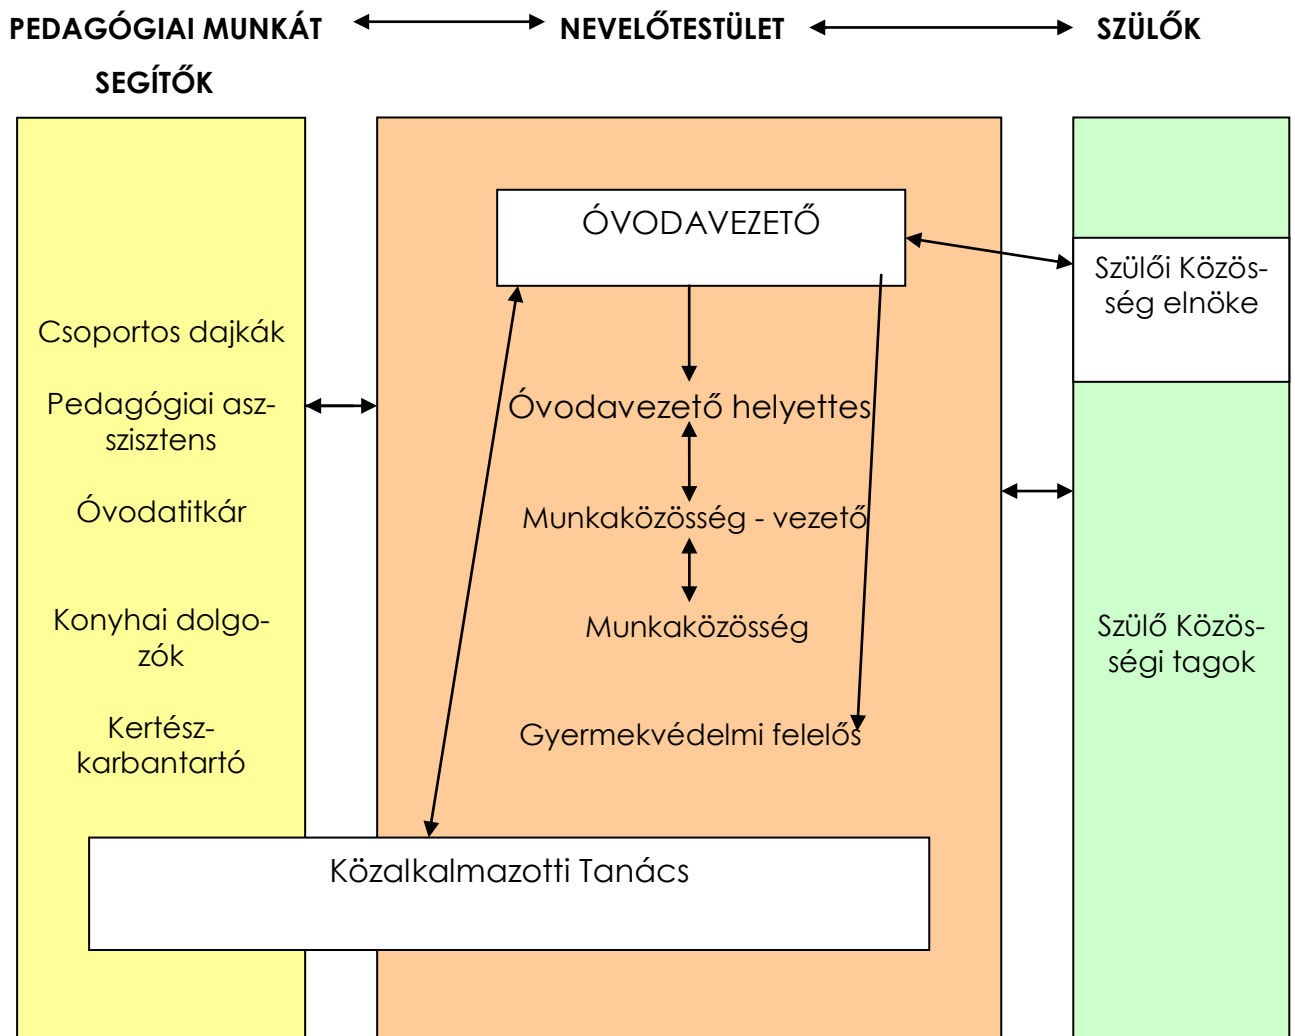 PEDAGÓGIAI MUNKÁT
SEGÍTŐK
NEVELŐTESTÜLET
SZÜLŐK
Csoportos dajkák
Pedagógiai asz-
szisztens
Óvodatitkár
Konyhai dolgo-
zók
Kertész-
karbantartó
ÓVODAVEZETŐ
Óvodavezető helyettes
Munkaközösség - vezető
Munkaközösség
Gyermekvédelmi felelős
Közalkalmazotti Tanács
Szülői Közös-
ség elnöke
Szülő Közös-
ségi tagok